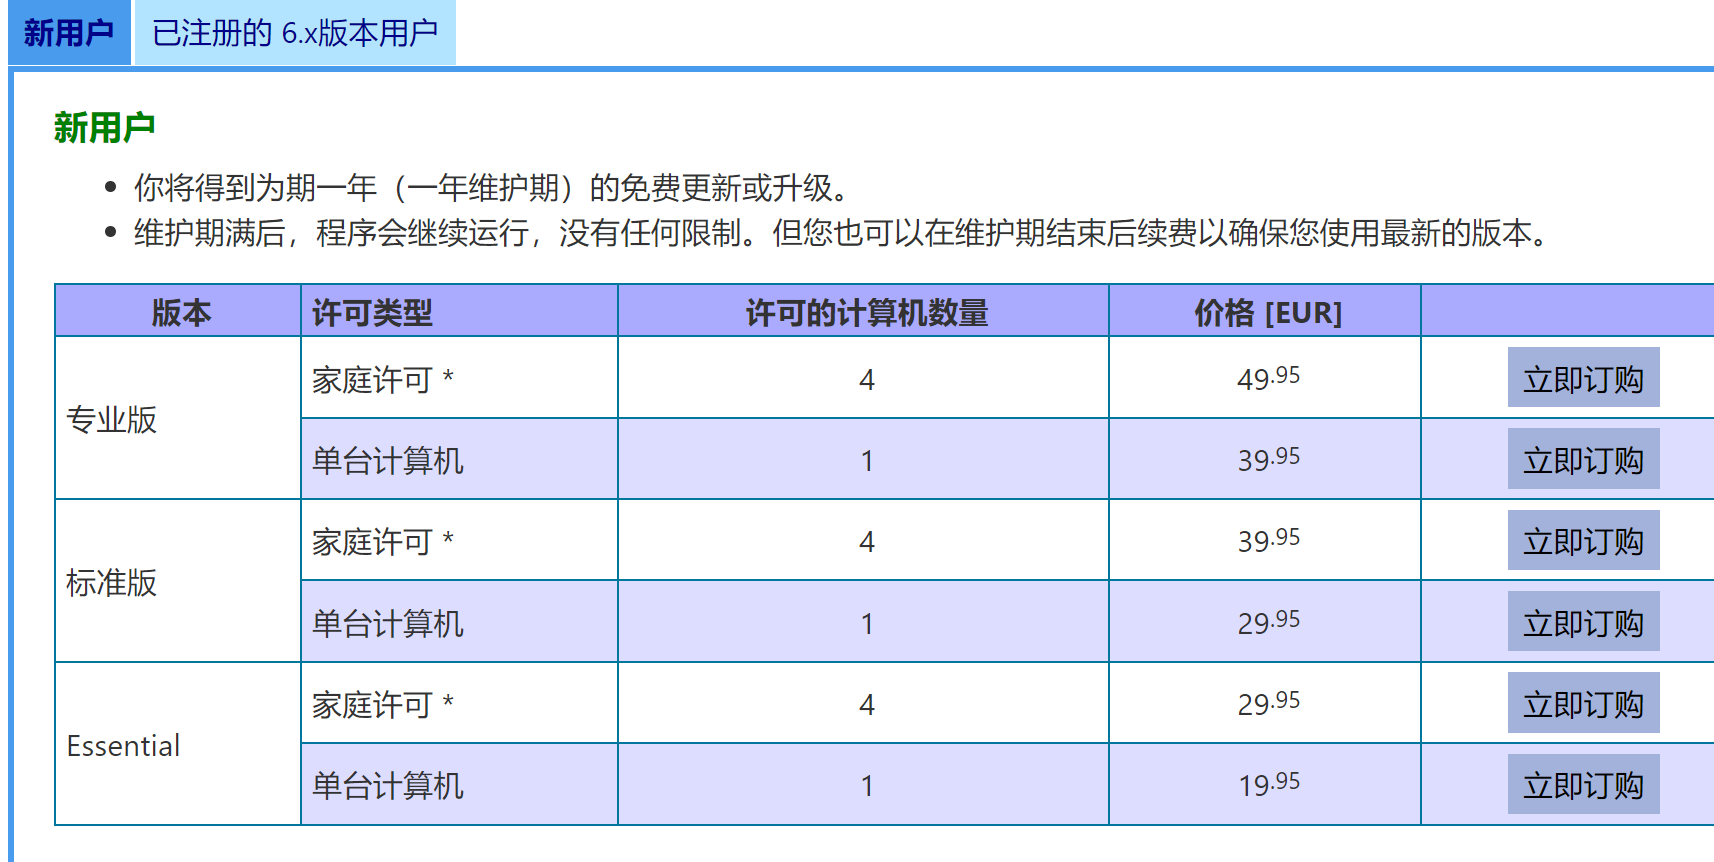 新用户 已注册的 6.x版本用户
新用户
• 你将得到为期一年（一年维护期）的免费更新或升级。
• 维护期满后，程序会继续运行，没有任何限制。但您也可以在维护期结束后续费以确保您使用最新的版本。
版本 许可类型 许可的计算机数量 价格 [EUR]
专业版 家庭许可 * 4 49.95 立即订购
单台计算机 1 39.95 立即订购
标准版 家庭许可 * 4 39.95 立即订购
单台计算机 1 29.95 立即订购
Essential 家庭许可 * 4 29.95 立即订购
单台计算机 1 19.95 立即订购